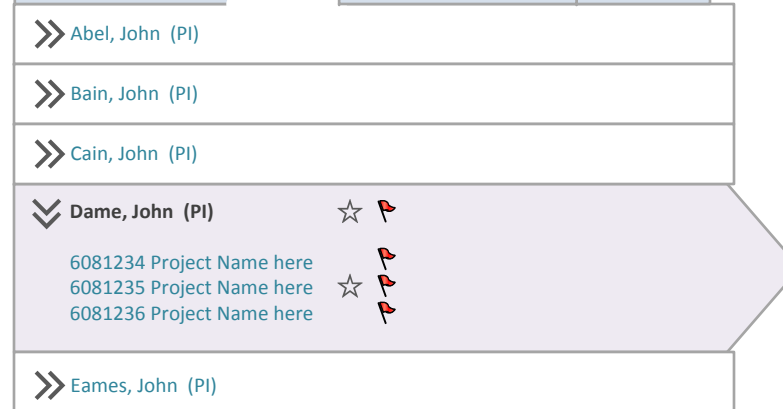 Abel, John (PI)
Bain, John (PI)
Cain, John (PI)
Dame, John (PI)
6081234 Project Name here
6081235 Project Name here
6081236 Project Name here
Eames, John (PI)